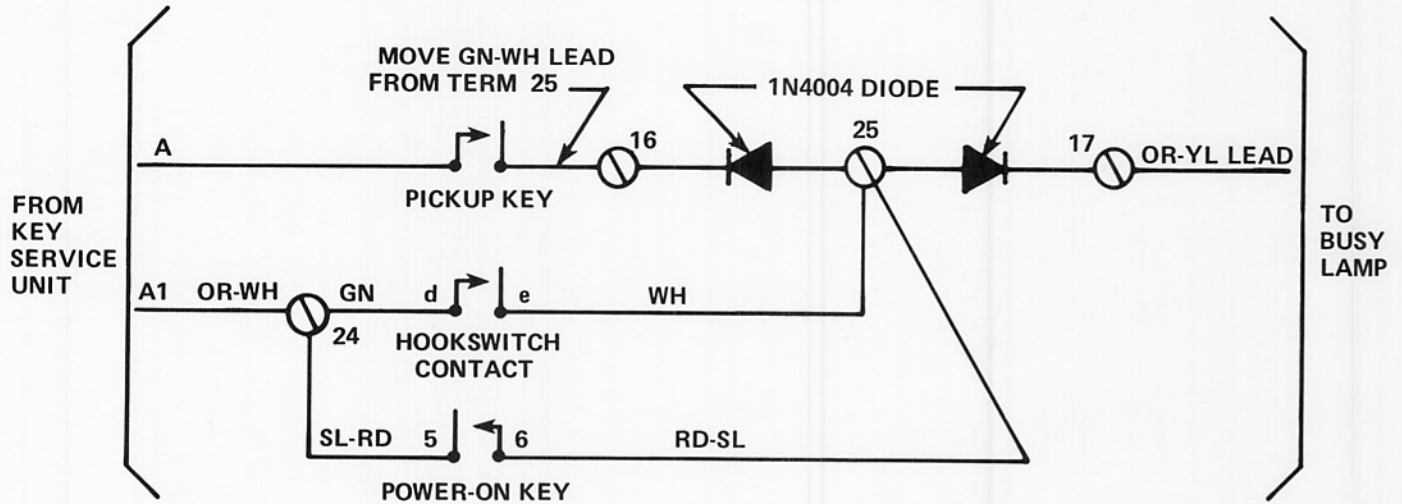 MOVE GN-WH LEAD
FROM TERM 25
1N4004 DIODE
A
16
25
17
OR-YL LEAD
PICKUP KEY
FROM
KEY
SERVICE
UNIT
TO
BUSY
LAMP
A1
OR-WH
GN
d
e
WH
24
HOOKSWITCH
CONTACT
SL-RD
5
6
RD-SL
POWER-ON KEY